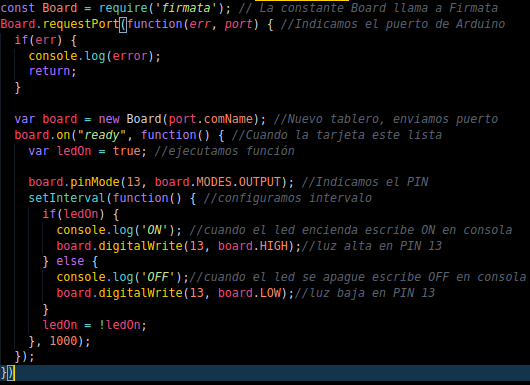 const Board = require('firmata'); // La constante Board llama a Firmata
Board.requestPort(function(err, port) { //Indicamos el puerto de Arduino
  if(err) {
    console.log(error);
    return;
  }

  var board = new Board(port.comName); //Nuevo tablero, enviamos puerto
  board.on("ready", function() { //Cuando la tarjeta este lista
    var ledOn = true; //ejecutamos función

    board.pinMode(13, board.MODES.OUTPUT); //Indicamos el PIN
    setInterval(function() { //configuramos intervalo
      if(ledOn) {
        console.log('ON'); //cuando el led encienda escribe ON en consola
        board.digitalWrite(13, board.HIGH);//luz alta en PIN 13
      } else {
        console.log('OFF');//cuando el led se apague escribe OFF en consola
        board.digitalWrite(13, board.LOW);//luz baja en PIN 13
      }
      ledOn = !ledOn;
    }, 1000);
  });
})